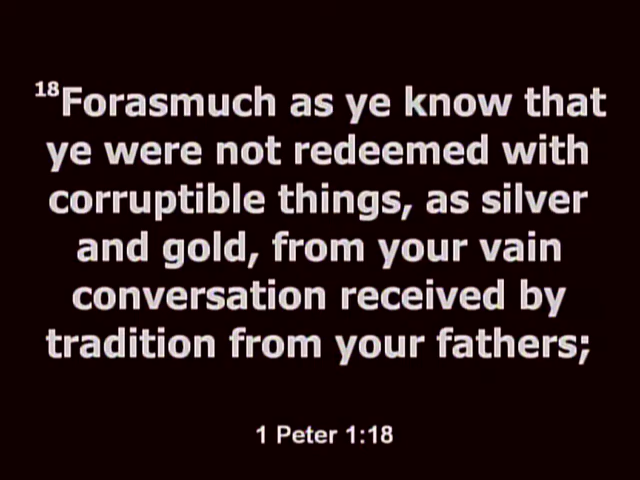 18Forasmuch as ye know that
ye were not redeemed with
corruptible things, as silver
and gold, from your vain
conversation received by
tradition from your fathers;
1 Peter 1:18